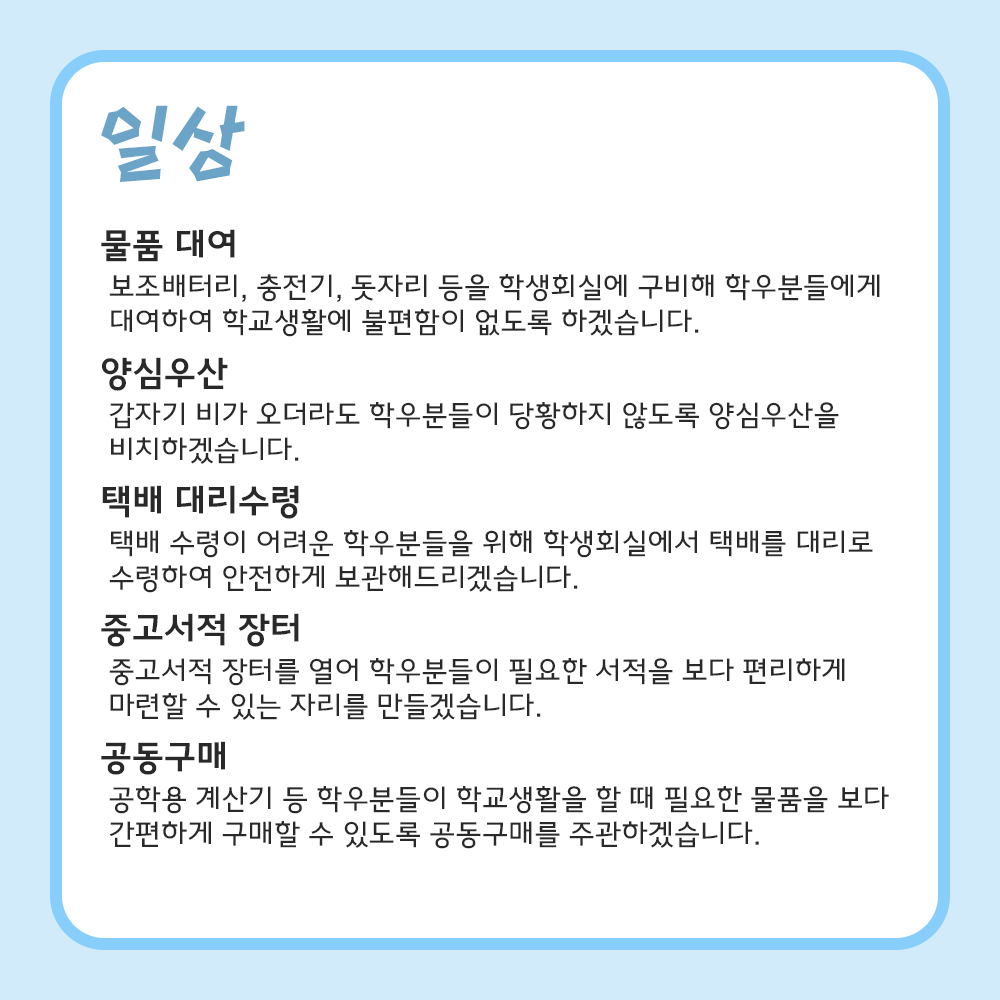 일상
물품 대여
보조배터리, 충전기, 돗자리 등을 학생회실에 구비해 학우분들에게
대여하여 학교생활에 불편함이 없도록 하겠습니다.
양심우산
갑자기 비가 오더라도 학우분들이 당황하지 않도록 양심우산을
비치하겠습니다.
택배 대리수령
택배 수령이 어려운 학우분들을 위해 학생회실에서 택배를 대리로
수령하여 안전하게 보관해드리겠습니다.
중고서적 장터
중고서적 장터를 열어 학우분들이 필요한 서적을 보다 편리하게
마련할 수 있는 자리를 만들겠습니다.
공동구매
공학용 계산기 등 학우분들이 학교생활을 할 때 필요한 물품을 보다
간편하게 구매할 수 있도록 공동구매를 주관하겠습니다.